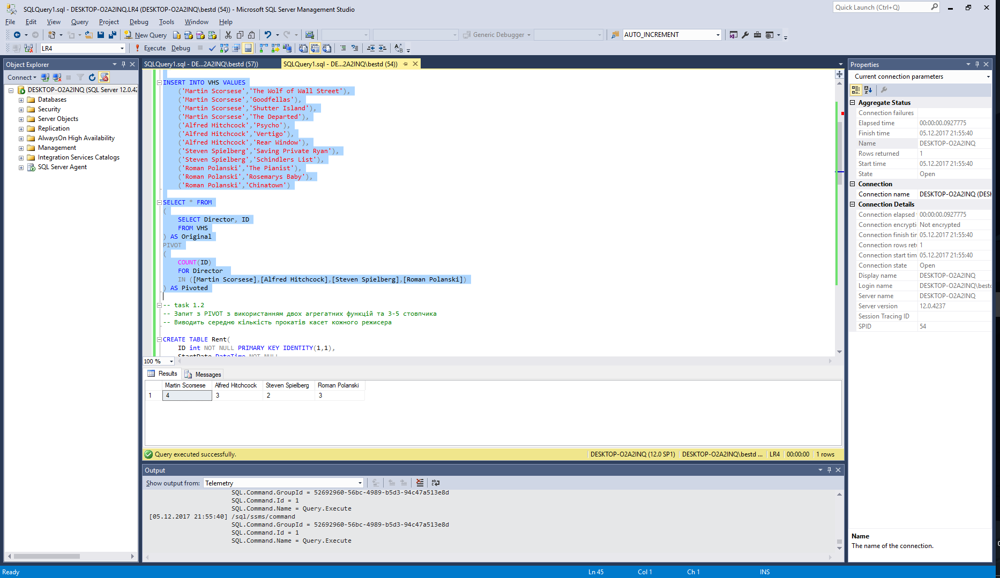 SQLQuery1.sql - DESKTOP-O2A2INQ.LR4 (DESKTOP-O2A2INQ\bestd (54)) - Microsoft SQL Server Management Studio
Quick Launch (Ctrl+Q)
File Edit View Query Project Debug Tools Window Help
New Query
Generic Debugger
AUTO_INCREMENT
LR4
Execute Debug
Object Explorer
Connect
DESKTOP-O2A2INQ (SQL Server 12.0.42
Databases
Security
Server Objects
Replication
AlwaysOn High Availability
Management
Integration Services Catalogs
SQL Server Agent
SQLQuery1.sql - DE...2A2INQ\bestd (57))
SQLQuery1.sql - DE...2A2INQ\bestd (54))
INSERT INTO VHS VALUES
('Martin Scorsese','The Wolf of Wall Street'),
('Martin Scorsese','Goodfellas'),
('Martin Scorsese','Shutter Island'),
('Martin Scorsese','The Departed'),
('Alfred Hitchcock','Psycho'),
('Alfred Hitchcock','Vertigo'),
('Alfred Hitchcock','Rear Window'),
('Steven Spielberg','Saving Private Ryan'),
('Steven Spielberg','Schindlers List'),
('Roman Polanski','The Pianist'),
('Roman Polanski','Rosemarys Baby'),
('Roman Polanski','Chinatown')
SELECT * FROM
(
SELECT Director, ID
FROM VHS
) AS Original
PIVOT
(
COUNT(ID)
FOR Director
IN ([Martin Scorsese],[Alfred Hitchcock],[Steven Spielberg],[Roman Polanski])
) AS Pivoted
-- task 1.2
-- Запит з PIVOT з використанням двох агрегатних функцій та 3-5 стовпчика
-- Виводить середню кількість прокатів касет кожного режисера
CREATE TABLE Rent(
ID int NOT NULL PRIMARY KEY IDENTITY(1,1),
StartDate DateTime NOT NULL
100 %
Results Messages
Martin Scorsese Alfred Hitchcock Steven Spielberg Roman Polanski
1 4 3 2 3
Query executed successfully.
DESKTOP-O2A2INQ (12.0 SP1) DESKTOP-O2A2INQ\bestd ... LR4 00:00:00 1 rows
Output
Show output from: Telemetry
SQL.Command.GroupId = 52692960-56bc-4989-b5d3-94c47a513e8d
SQL.Command.Id = 1
SQL.Command.Name = Query.Execute
[05.12.2017 21:55:40] /sql/ssms/command
SQL.Command.GroupId = 52692960-56bc-4989-b5d3-94c47a513e8d
SQL.Command.Id = 1
SQL.Command.Name = Query.Execute
Properties
Current connection parameters
Aggregate Status
Connection failures
Elapsed time 00:00:00.0927775
Finish time 05.12.2017 21:55:40
Name DESKTOP-O2A2INQ
Rows returned 1
Start time 05.12.2017 21:55:40
State Open
Connection
Connection name DESKTOP-O2A2INQ (DESK
Connection Details
Connection elapsed 00:00:00.0927775
Connection encrypti Not encrypted
Connection finish tir 05.12.2017 21:55:40
Connection rows ret 1
Connection start tim 05.12.2017 21:55:40
Connection state Open
Display name DESKTOP-O2A2INQ
Login name DESKTOP-O2A2INQ\bestd
Server name DESKTOP-O2A2INQ
Server version 12.0.4237
Session Tracing ID
SPID 54
Name
The name of the connection.
Ready
Ln 45 Col 1 Ch 1 INS